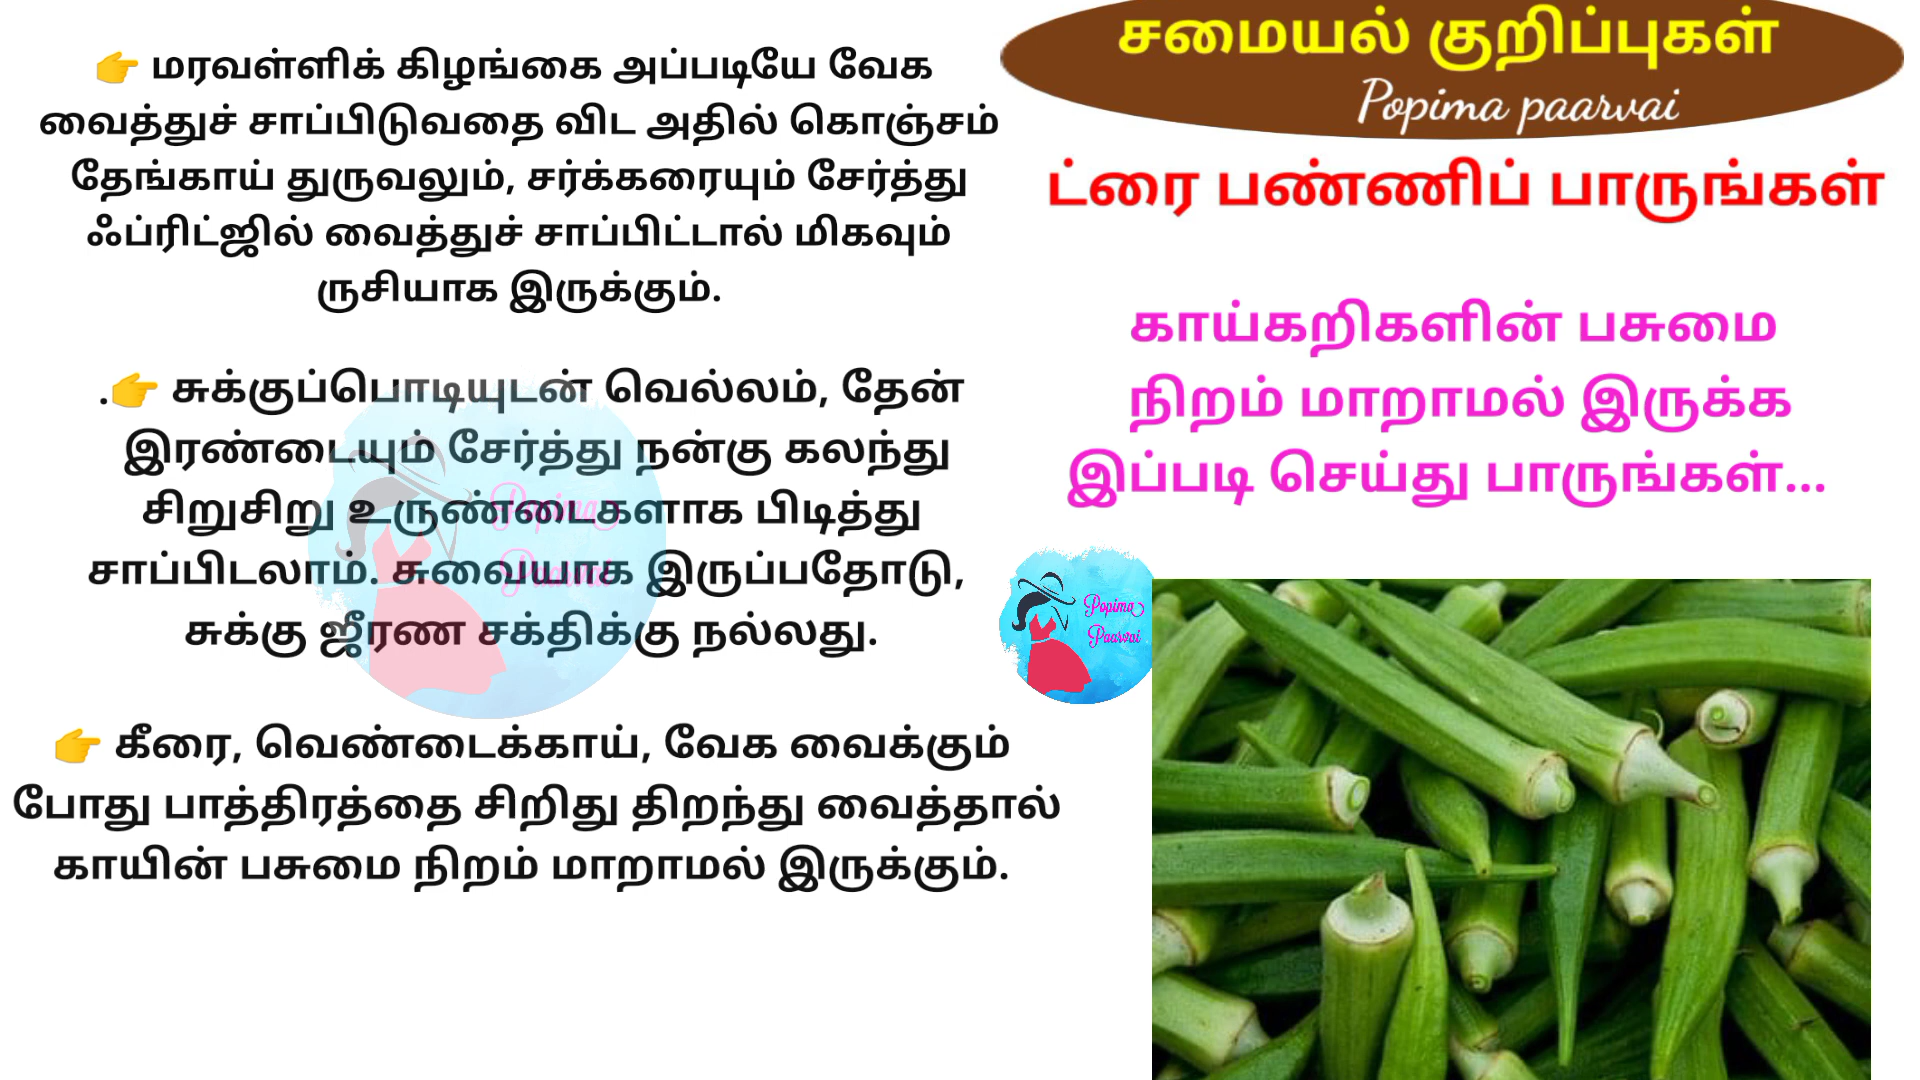 👉 மரவள்ளிக் கிழங்கை அப்படியே வேக
வைத்துச் சாப்பிடுவதை விட அதில் கொஞ்சம்
தேங்காய் துருவலும், சர்க்கரையும் சேர்த்து
ஃப்ரிட்ஜில் வைத்துச் சாப்பிட்டால் மிகவும்
ருசியாக இருக்கும்.
.👉 சுக்குப்பொடியுடன் வெல்லம், தேன்
இரண்டையும் சேர்த்து நன்கு கலந்து
சிறுசிறு உருண்டைகளாக பிடித்து
சாப்பிடலாம். சுவையாக இருப்பதோடு,
சுக்கு ஜீரண சக்திக்கு நல்லது.
👉 கீரை, வெண்டைக்காய், வேக வைக்கும்
போது பாத்திரத்தை சிறிது திறந்து வைத்தால்
காயின் பசுமை நிறம் மாறாமல் இருக்கும்.
Popima
Paarvai
சமையல் குறிப்புகள்
Popima paarvai
ட்ரை பண்ணிப் பாருங்கள்
காய்கறிகளின் பசுமை
நிறம் மாறாமல் இருக்க
இப்படி செய்து பாருங்கள்...
Popima
Paarvai